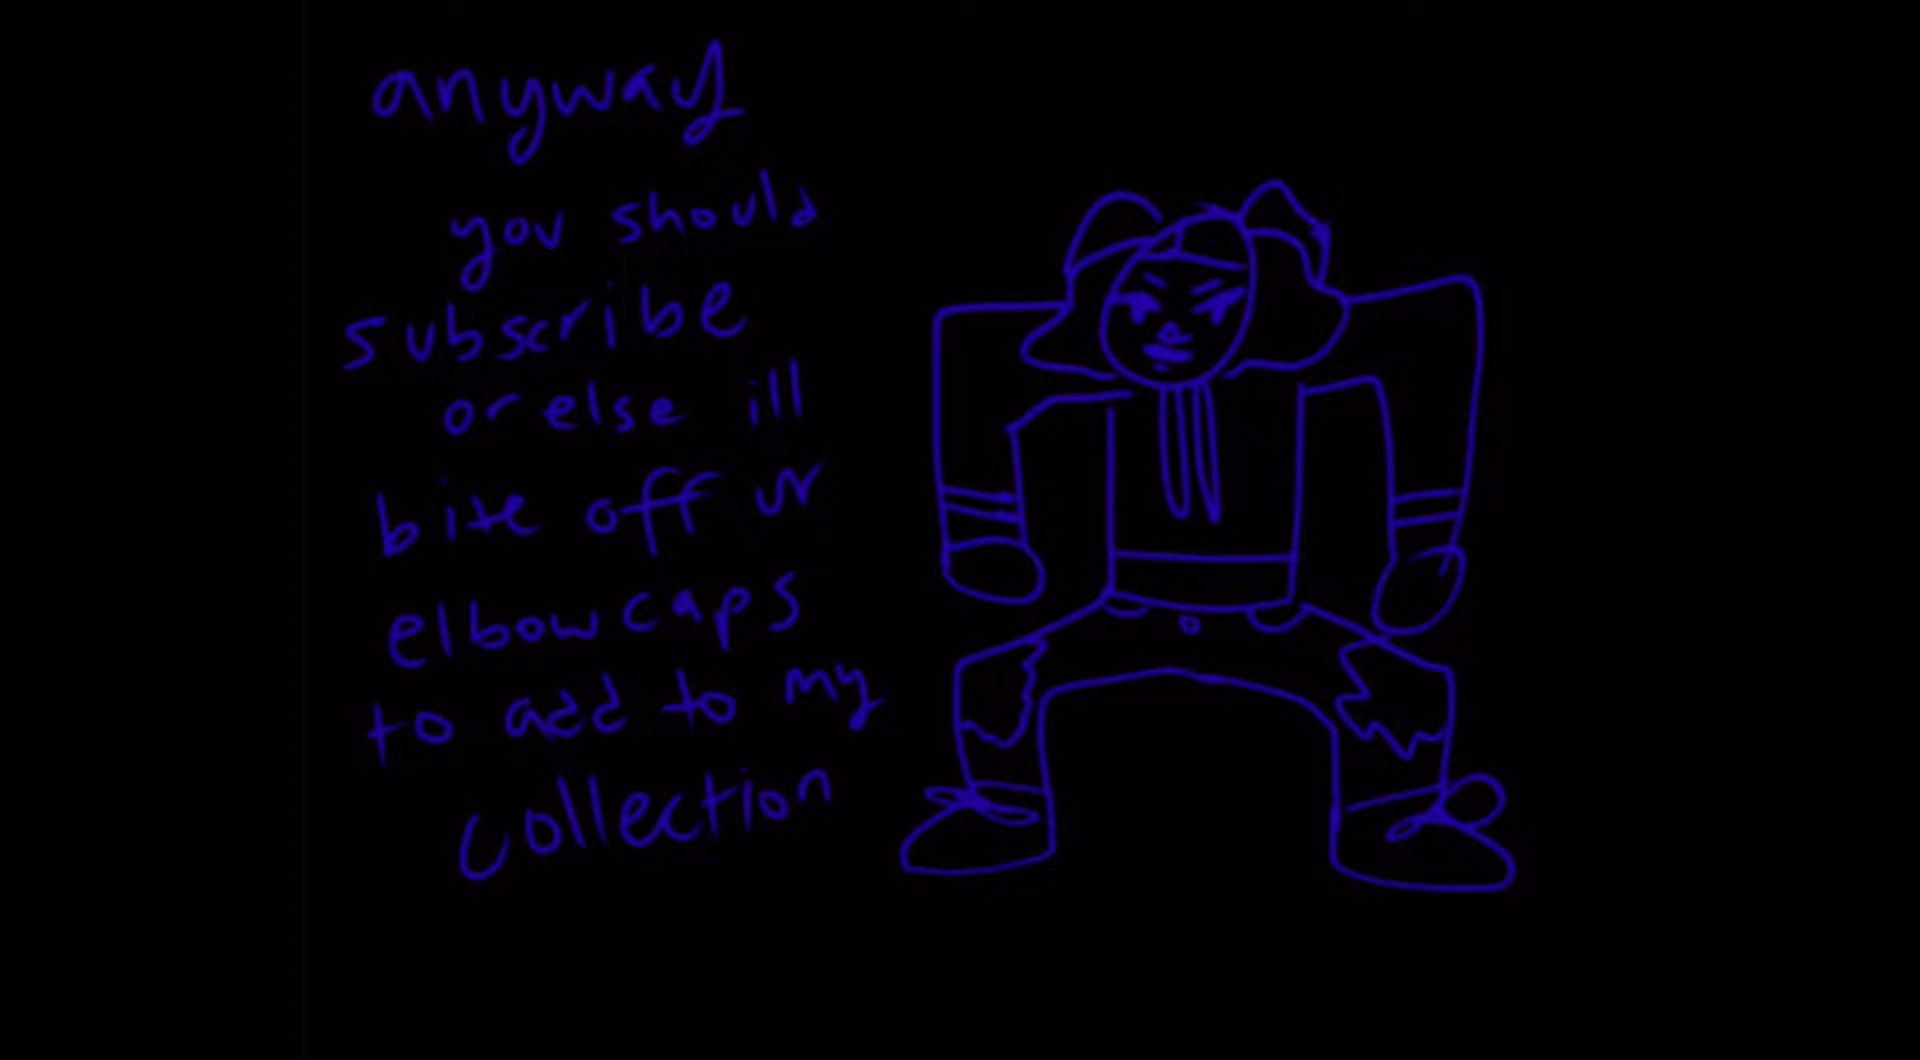 anyway
you should
subscribe
or else ill
bite off ur
elbowcaps
to add to my
collection